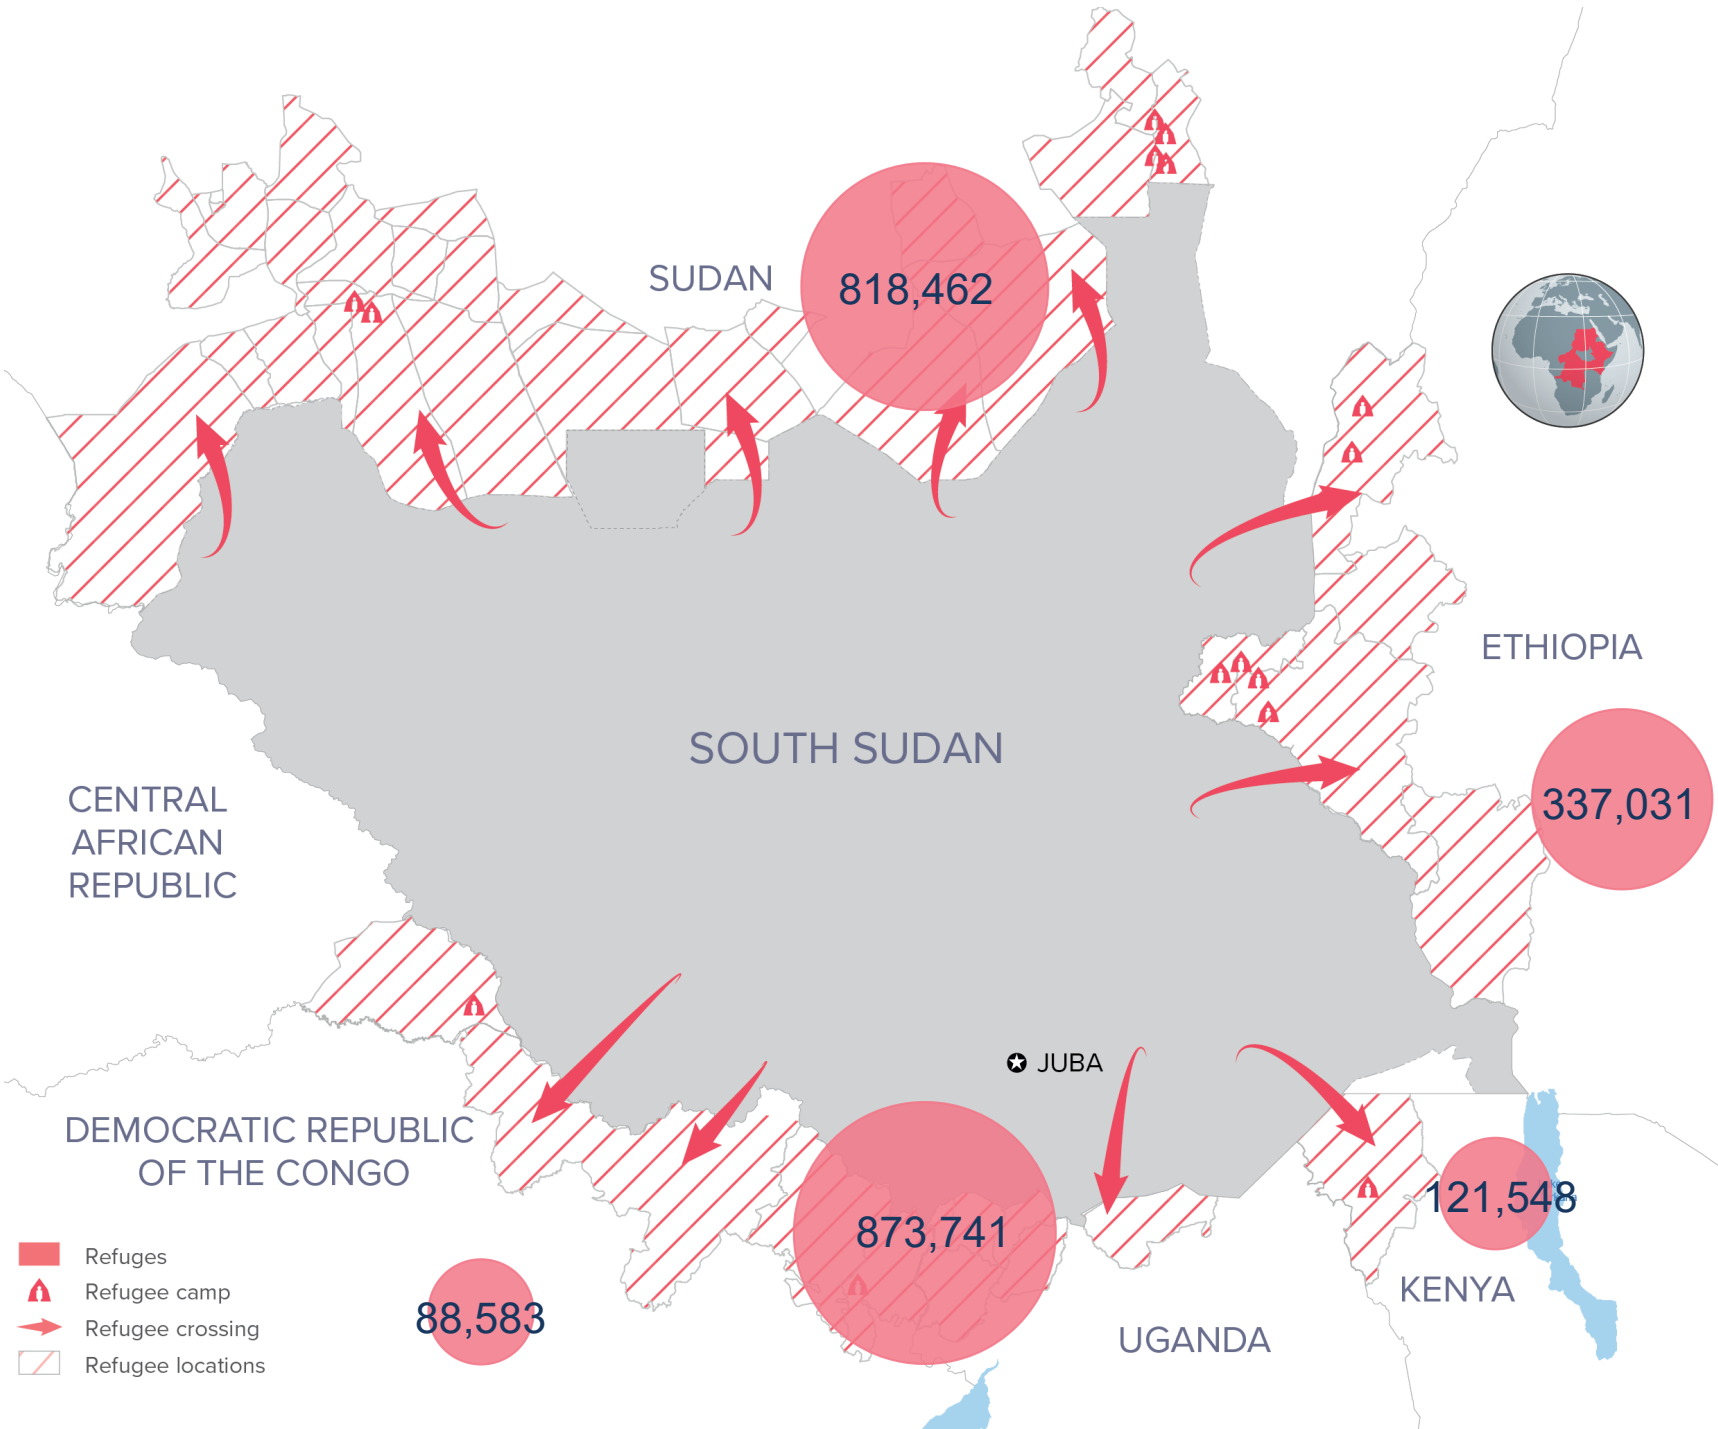 SUDAN
818,462
ETHIOPIA
SOUTH SUDAN
337,031
CENTRAL
AFRICAN
REPUBLIC
JUBA
DEMOCRATIC REPUBLIC
OF THE CONGO
873,741
121,548
KENYA
88,583
UGANDA
Refuges
Refugee camp
Refugee crossing
Refugee locations